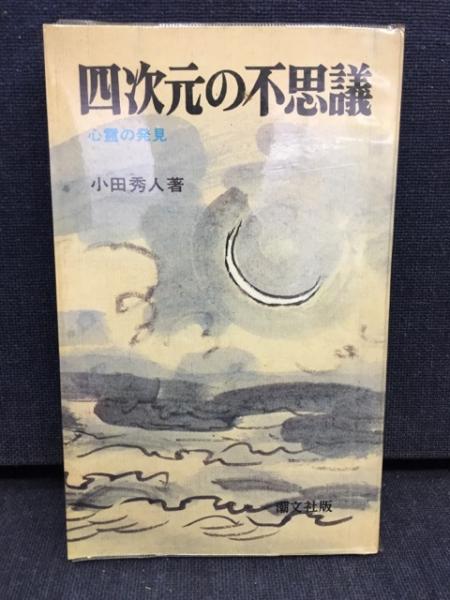 四次元の不思議
心霊の発見
小田秀人著
潮文社版